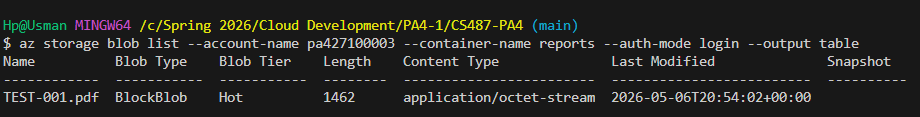 Hp@Usman MINGW64 /c/Spring 2026/Cloud Development/PA4-1/CS487-PA4 (main)
$ az storage blob list --account-name pa427100003 --container-name reports --auth-mode login --output table
Name          Blob Type    Blob Tier    Length    Content Type              Last Modified              Snapshot
------------  -----------  -----------  --------  ------------------------  -------------------------  ----------
TEST-001.pdf  BlockBlob    Hot          1462      application/octet-stream  2026-05-06T20:54:02+00:00